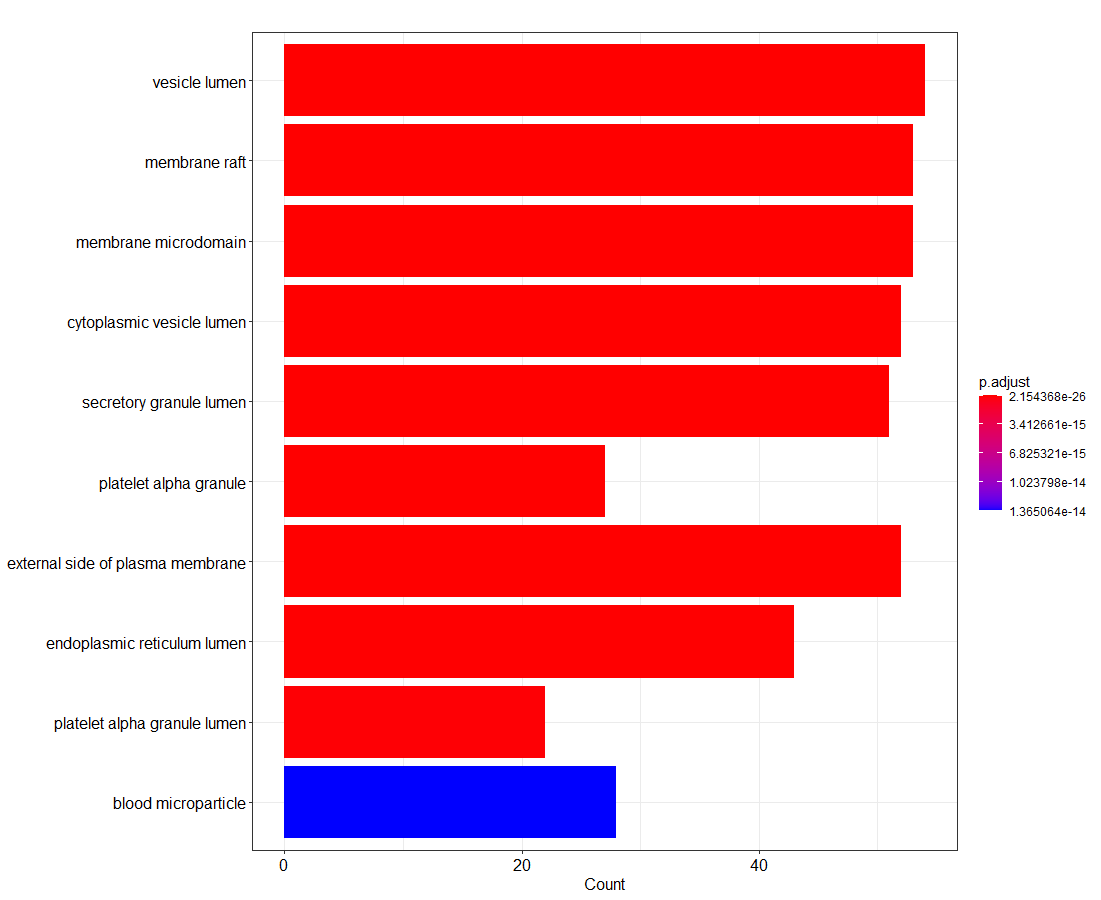 vesicle lumen
membrane raft
membrane microdomain
cytoplasmic vesicle lumen
secretory granule lumen
platelet alpha granule
external side of plasma membrane
endoplasmic reticulum lumen
platelet alpha granule lumen
blood microparticle
0 20 40
Count
p.adjust
2.154368e-26
3.412661e-15
6.825321e-15
1.023798e-14
1.365064e-14